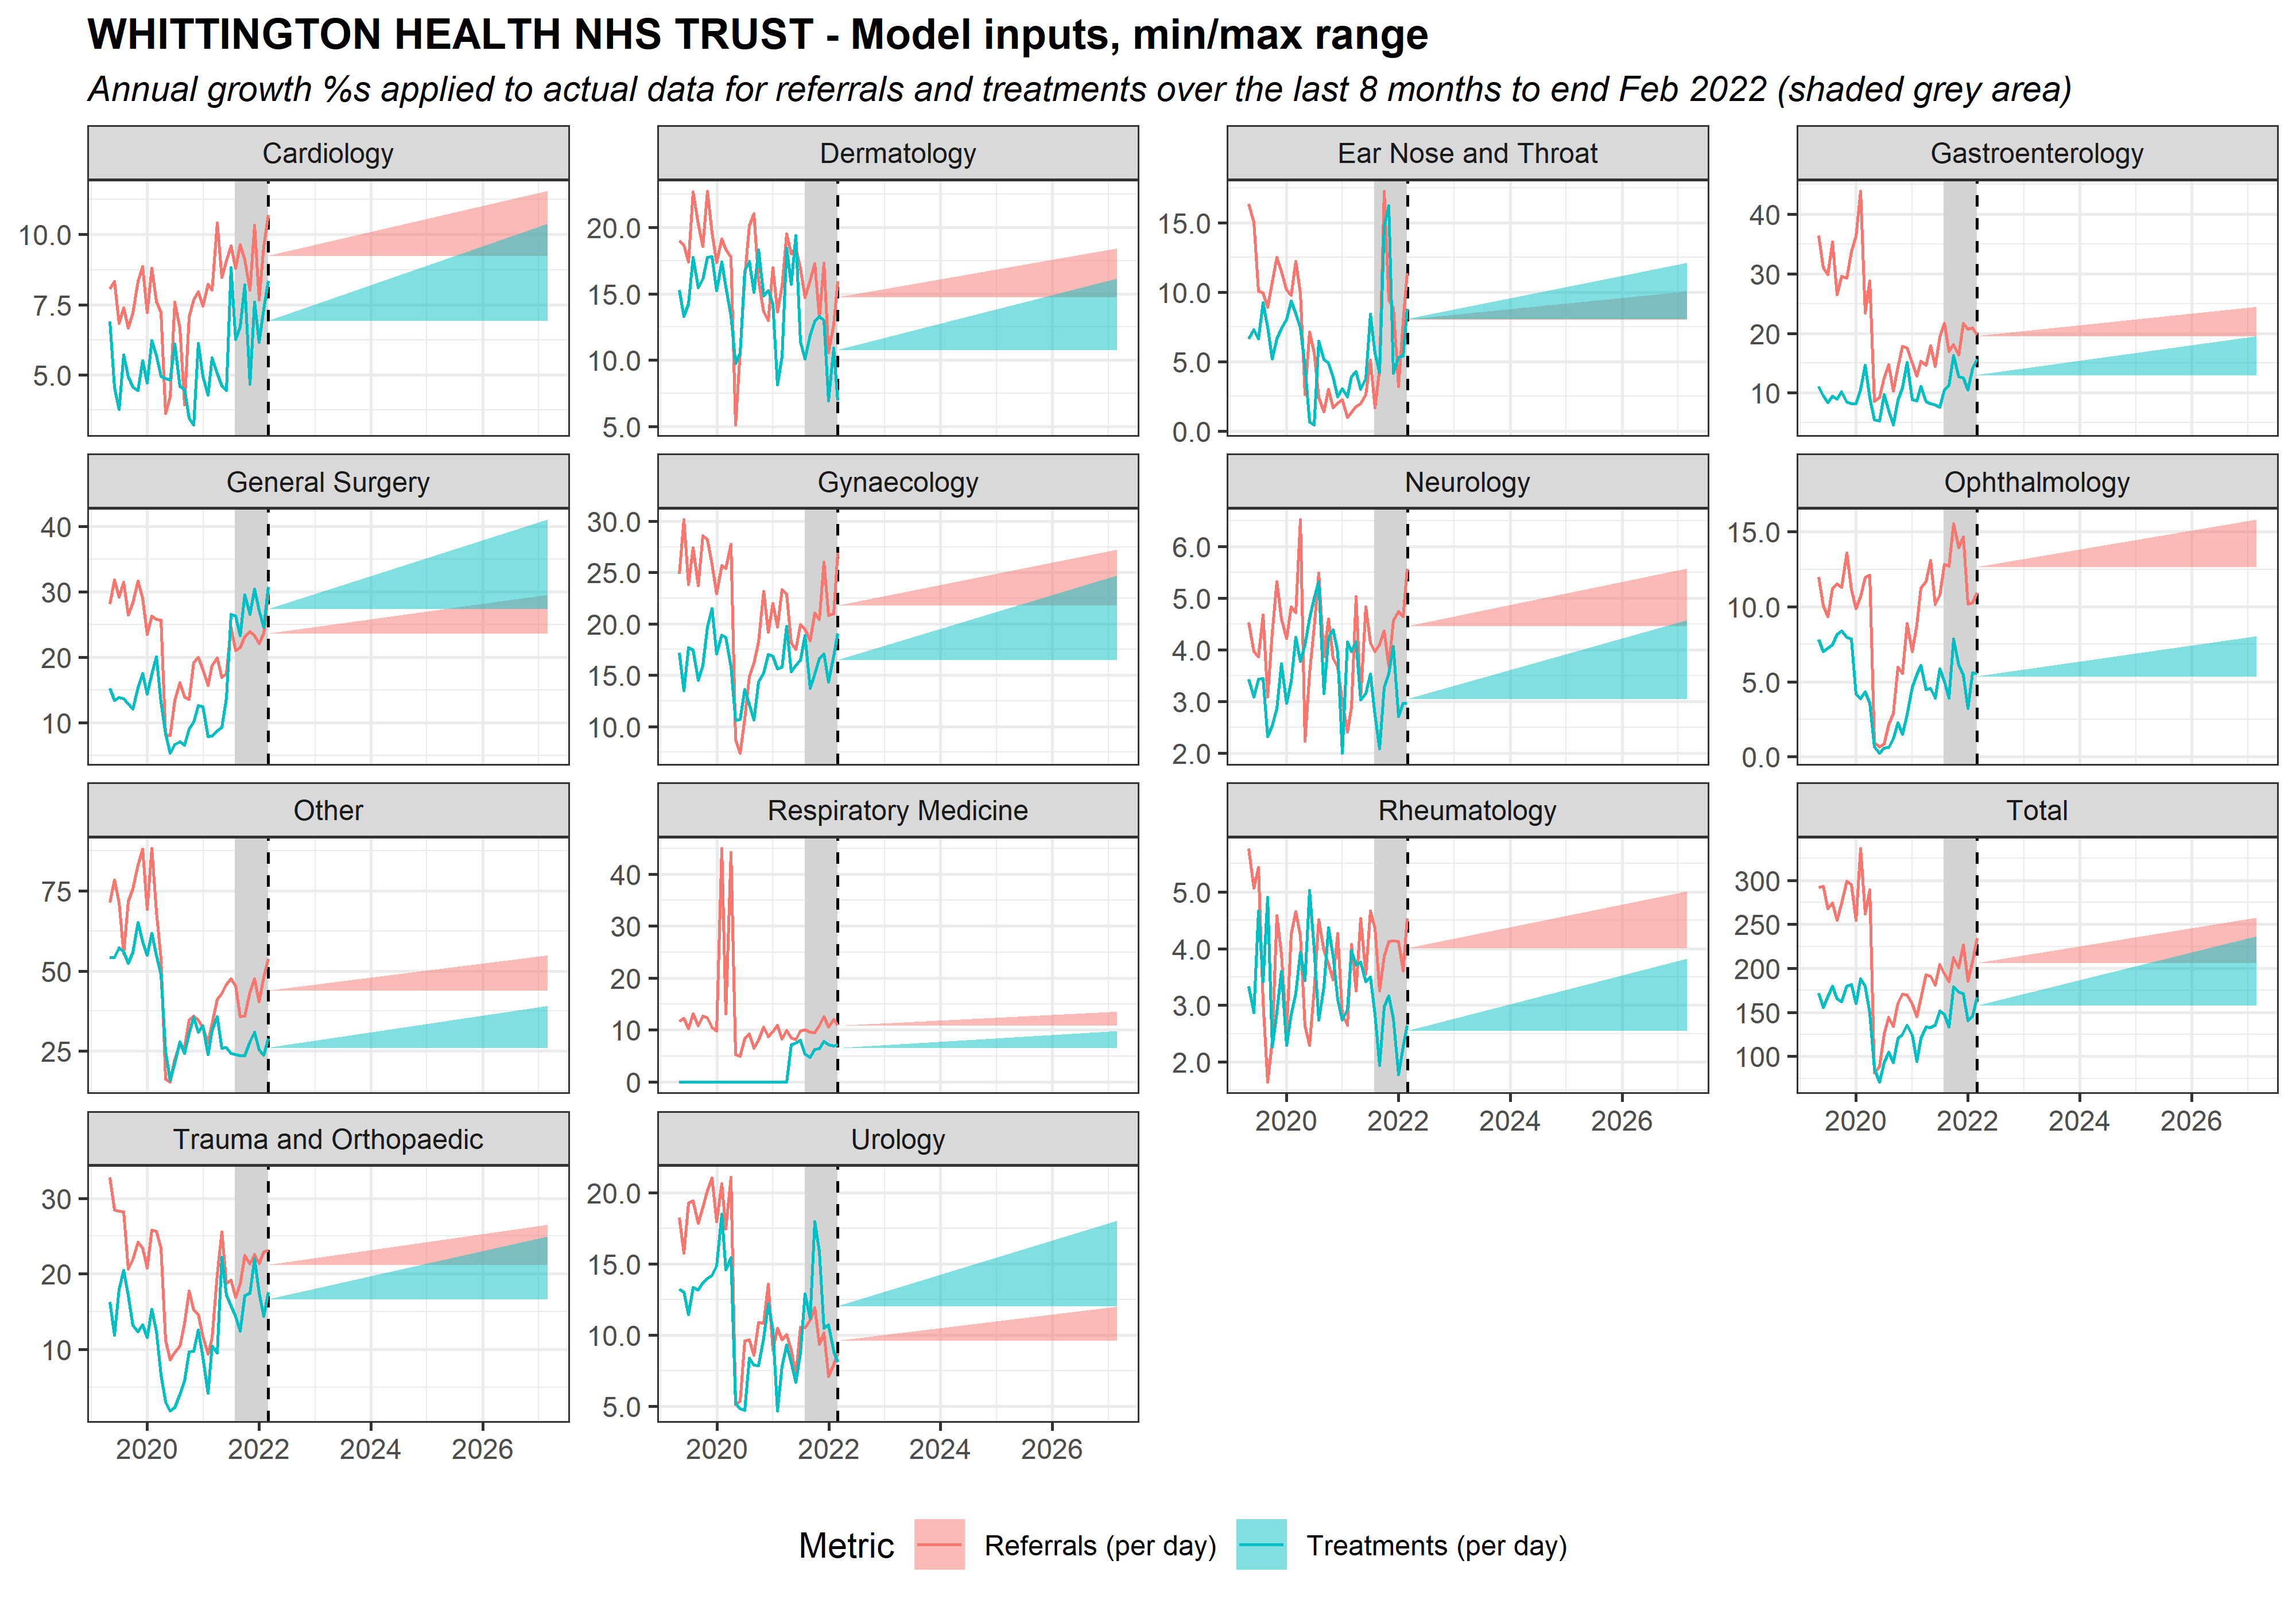 WHITTINGTON HEALTH NHS TRUST - Model inputs, min/max range
Annual growth %s applied to actual data for referrals and treatments over the last 8 months to end Feb 2022 (shaded grey area)
Cardiology
10.0
7.5
5.0
Dermatology
20.0
15.0
10.0
5.0
Ear Nose and Throat
15.0
10.0
5.0
0.0
Gastroenterology
40
30
20
10
General Surgery
40
30
20
10
Gynaecology
30.0
25.0
20.0
15.0
10.0
Neurology
6.0
5.0
4.0
3.0
2.0
Ophthalmology
15.0
10.0
5.0
0.0
Other
75
50
25
Respiratory Medicine
40
30
20
10
0
Rheumatology
5.0
4.0
3.0
2.0
2020 2022 2024 2026
Total
300
250
200
150
100
2020 2022 2024 2026
Trauma and Orthopaedic
30
20
10
2020 2022 2024 2026
Urology
20.0
15.0
10.0
5.0
2020 2022 2024 2026
Metric Referrals (per day) Treatments (per day)